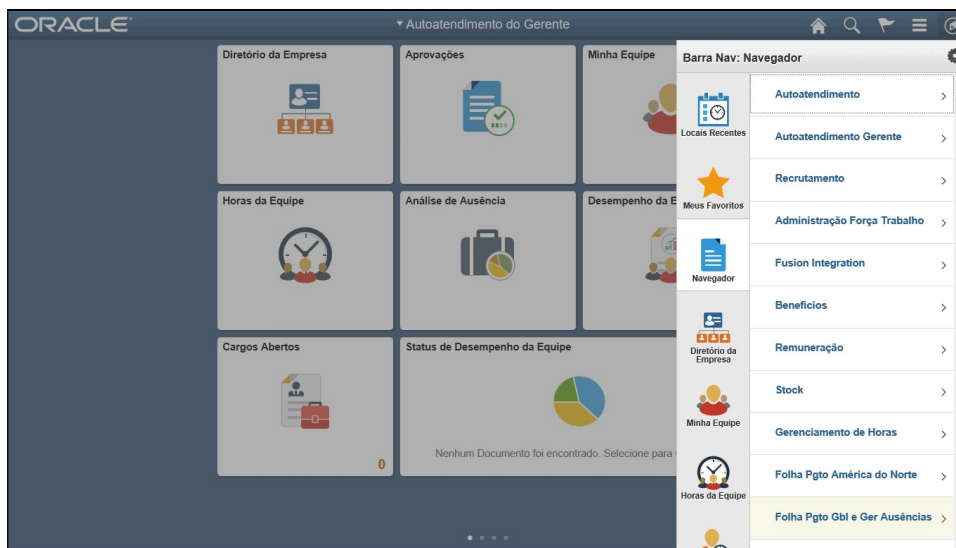 ORACLE
Autoatendimento do Gerente
Diretório da Empresa
Aprovações
Minha Equipe
Horas da Equipe
Análise de Ausência
Desempenho da E
Cargos Abertos
0
Status de Desempenho da Equipe
Nenhum Documento foi encontrado. Selecione para
Barra Nav: Navegador
Locais Recentes
Meus Favoritos
Navegador
Diretório da
Empresa
Minha Equipe
Horas da Equipe
Autoatendimento
Autoatendimento Gerente
Recrutamento
Administração Força Trabalho
Fusion Integration
Benefícios
Remuneração
Stock
Gerenciamento de Horas
Folha Pgto América do Norte
Folha Pgto Gbl e Ger Ausências